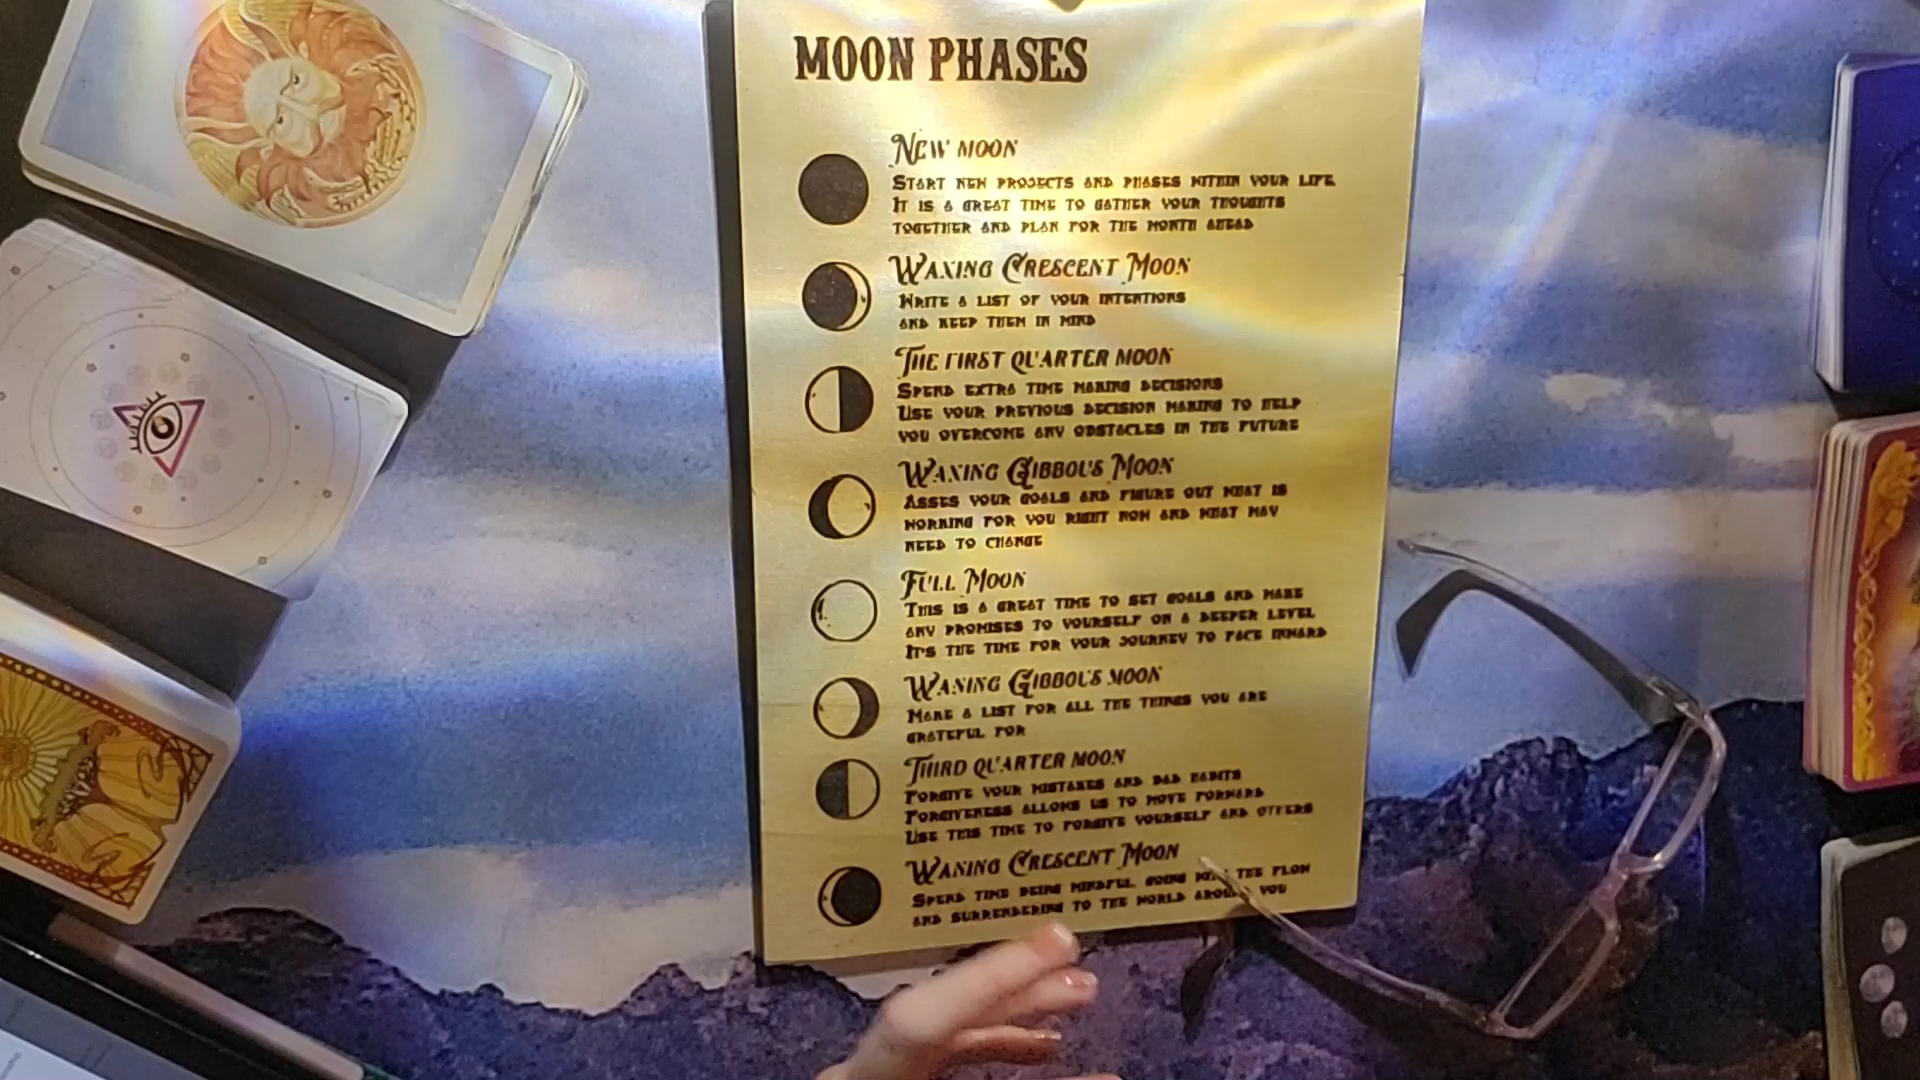 MOON PHASES
NEW MOON
START NEW PROJECTS AND PHASES WITHIN YOUR LIFE.
IT IS A GREAT TIME TO GATHER YOUR THOUGHTS
TOGETHER AND PLAN FOR THE MONTH AHEAD
WAXING CRESCENT MOON
WRITE A LIST OF YOUR INTENTIONS
AND KEEP THEM IN MIND
THE FIRST QUARTER MOON
SPEND EXTRA TIME MAKING DECISIONS
USE YOUR PREVIOUS DECISION MAKING TO HELP
YOU OVERCOME ANY OBSTACLES IN THE FUTURE
WAXING GIBBOUS MOON
ASSES YOUR GOALS AND FIGURE OUT WHAT IS
WORKING FOR YOU RIGHT NOW AND WHAT MAY
NEED TO CHANGE
FULL MOON
THIS IS A GREAT TIME TO SET GOALS AND MAKE
ANY PROMISES TO YOURSELF ON A DEEPER LEVEL
IT'S THE TIME FOR YOUR JOURNEY TO FACE INWARD
WANING GIBBOUS MOON
MAKE A LIST FOR ALL THE THINGS YOU ARE
GRATEFUL FOR
THIRD QUARTER MOON
FORGIVE YOUR MISTAKES AND BAD HABITS
FORGIVENESS ALLOWS US TO MOVE FORWARD
USE THIS TIME TO FORGIVE YOURSELF AND OTHERS
WANING CRESCENT MOON
SPEND TIME BEING MINDFUL, GOING WITH THE FLOW
AND SURRENDERING TO THE WORLD AROUND YOU